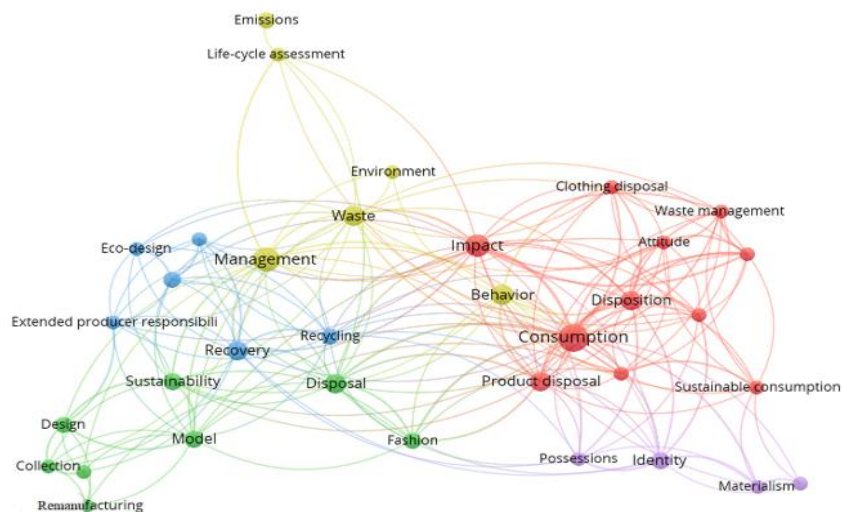 Emissions
Life-cycle assessment
Environment
Clothing disposal
Waste
Waste management
Eco-design
Impact
Attitude
Management
Behavior
Disposition
Extended producer responsibili
Recycling
Consumption
Recovery
Sustainability
Disposal
Product disposal
Sustainable consumption
Design
Model
Fashion
Possessions
Identity
Collection
Materialism
Remanufacturing